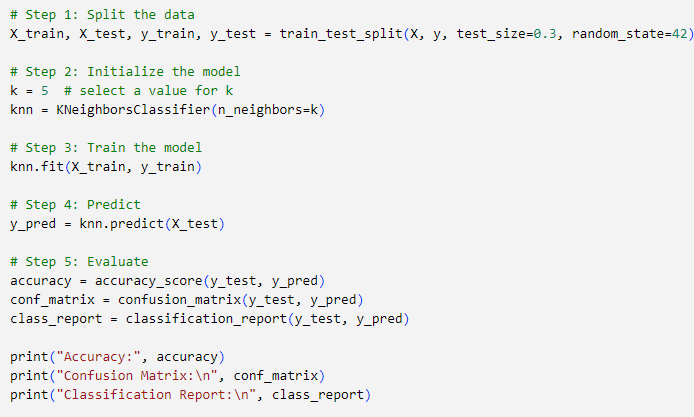 # Step 1: Split the data
X_train, X_test, y_train, y_test = train_test_split(X, y, test_size=0.3, random_state=42)
# Step 2: Initialize the model
k = 5  # select a value for k
knn = KNeighborsClassifier(n_neighbors=k)
# Step 3: Train the model
knn.fit(X_train, y_train)
# Step 4: Predict
y_pred = knn.predict(X_test)
# Step 5: Evaluate
accuracy = accuracy_score(y_test, y_pred)
conf_matrix = confusion_matrix(y_test, y_pred)
class_report = classification_report(y_test, y_pred)
print("Accuracy:", accuracy)
print("Confusion Matrix:\n", conf_matrix)
print("Classification Report:\n", class_report)